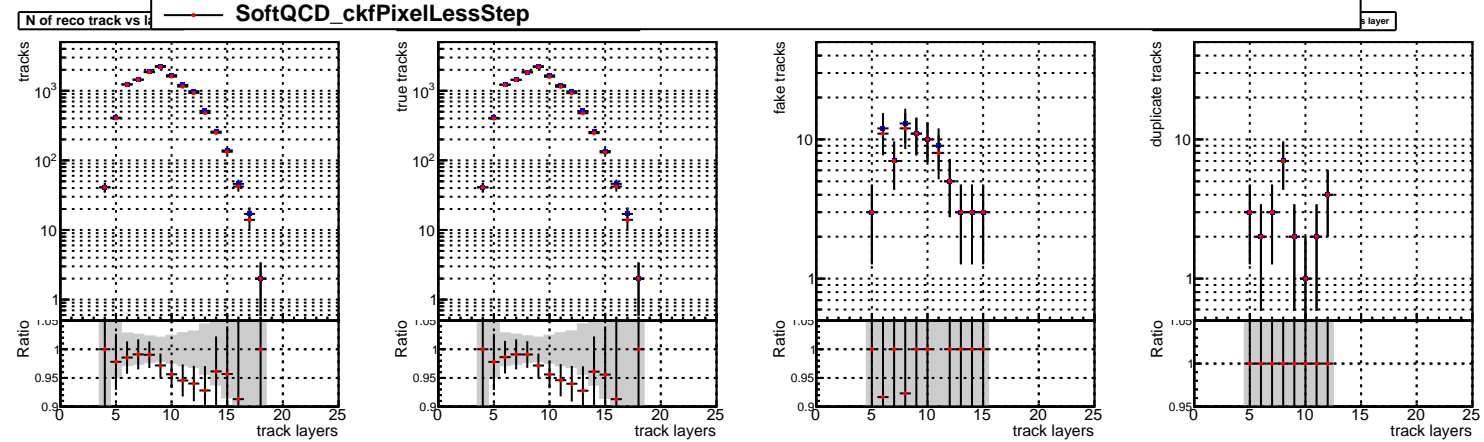 SoftQCD_ckfPixelLessStep
N of reco track vs la
s layer
tracks
10³
10²
10
1
Ratio
1.05
1
0.95
0.9
0 5 10 15 20 25
track layers
true tracks
10³
10²
10
1
Ratio
1.05
1
0.95
0.9
0 5 10 15 20 25
track layers
fake tracks
10
1
Ratio
1.05
1
0.95
0.9
0 5 10 15 20 25
track layers
duplicate tracks
10
1
Ratio
1.05
1
0.95
0 5 10 15 20 25
track layers